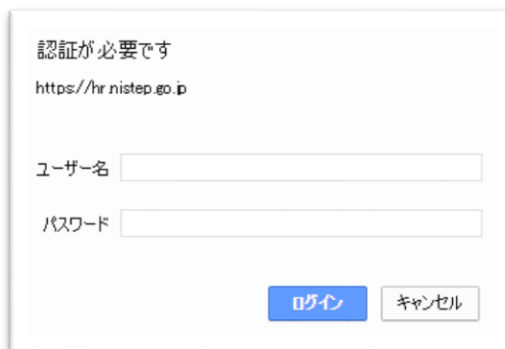 認証が必要です
https://hr.nistep.go.jp
ユーザー名
パスワード
ログイン キャンセル